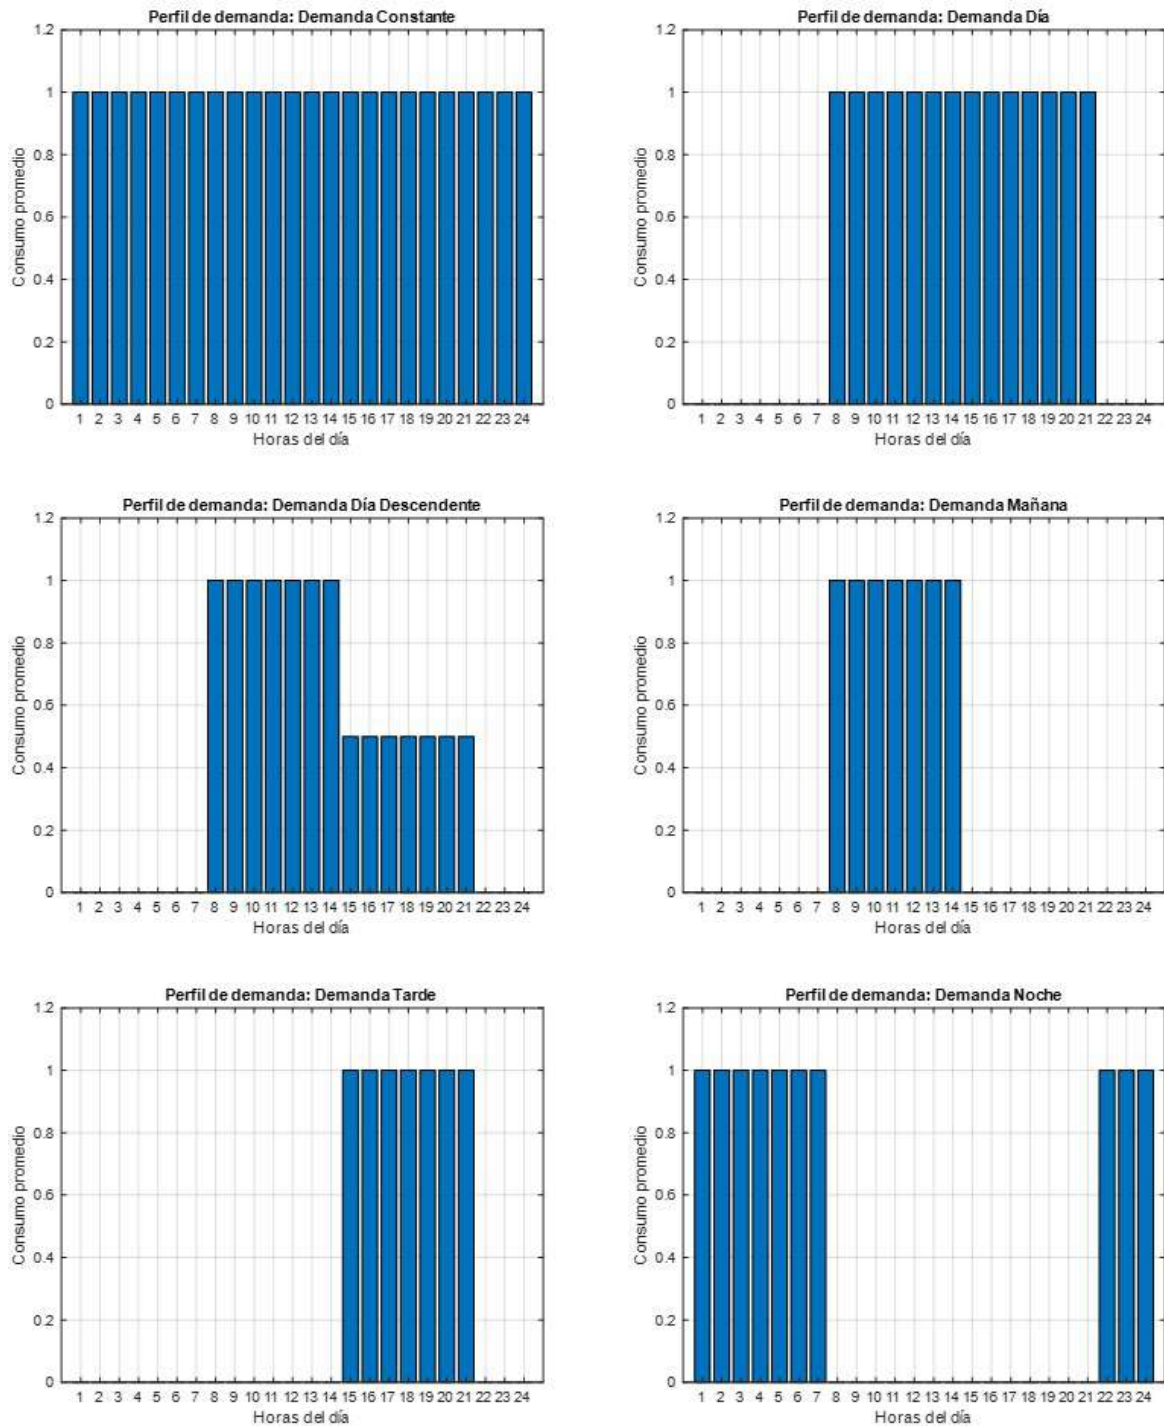 Perfil de demanda: Demanda Constante
1.2
1
0.8
0.6
0.4
0.2
0
Consumo promedio
1 2 3 4 5 6 7 8 9 10 11 12 13 14 15 16 17 18 19 20 21 22 23 24
Horas del día
Perfil de demanda: Demanda Día
1.2
1
0.8
0.6
0.4
0.2
0
Consumo promedio
1 2 3 4 5 6 7 8 9 10 11 12 13 14 15 16 17 18 19 20 21 22 23 24
Horas del día
Perfil de demanda: Demanda Día Descendente
1.2
1
0.8
0.6
0.4
0.2
0
Consumo promedio
1 2 3 4 5 6 7 8 9 10 11 12 13 14 15 16 17 18 19 20 21 22 23 24
Horas del día
Perfil de demanda: Demanda Mañana
1.2
1
0.8
0.6
0.4
0.2
0
Consumo promedio
1 2 3 4 5 6 7 8 9 10 11 12 13 14 15 16 17 18 19 20 21 22 23 24
Horas del día
Perfil de demanda: Demanda Tarde
1.2
1
0.8
0.6
0.4
0.2
0
Consumo promedio
1 2 3 4 5 6 7 8 9 10 11 12 13 14 15 16 17 18 19 20 21 22 23 24
Horas del día
Perfil de demanda: Demanda Noche
1.2
1
0.8
0.6
0.4
0.2
0
Consumo promedio
1 2 3 4 5 6 7 8 9 10 11 12 13 14 15 16 17 18 19 20 21 22 23 24
Horas del día